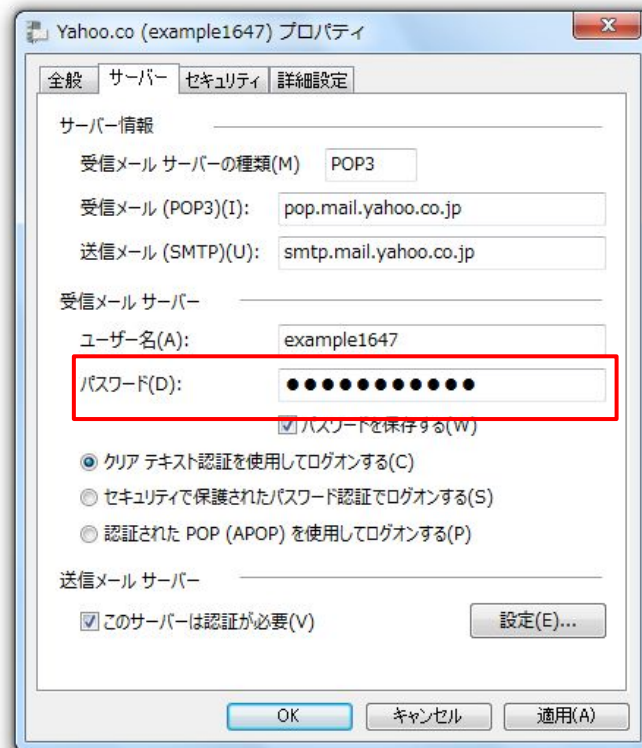 Yahoo.co (example1647) プロパティ
全般 サーバー セキュリティ 詳細設定
サーバー情報
受信メール サーバーの種類(M) POP3
受信メール (POP3)(I): pop.mail.yahoo.co.jp
送信メール (SMTP)(U): smtp.mail.yahoo.co.jp
受信メール サーバー
ユーザー名(A): example1647
パスワード(D): ●●●●●●●●●●●
パスワードを保存する(W)
クリア テキスト認証を使用してログオンする(C)
セキュリティで保護されたパスワード認証でログオンする(S)
認証された POP (APOP) を使用してログオンする(P)
送信メール サーバー
このサーバーは認証が必要(V) 設定(E)...
OK キャンセル 適用(A)